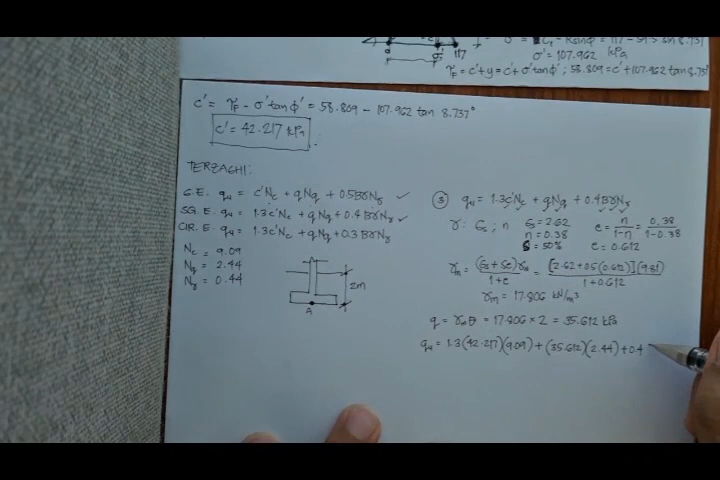 117
σ' = 107.962 kPa
τբ = c' + y = c' + σ' tan φ' ; 58.809 = c' + 107.962 tan 8.737°
c' = τբ - σ' tan φ' = 58.809 - 107.962 tan 8.737°
c' = 42.217 kPa
TERZAGHI:
G.E. qu = c'Nc + qNq + 0.5BγNγ
SQ. E. qu = 1.3c'Nc + qNq + 0.4BγNγ
CIR. E. qu = 1.3c'Nc + qNq + 0.3BγNγ
Nc = 9.09
Nq = 2.44
Nγ = 0.44
2m
A
③ qu = 1.3c'Nc + qNq + 0.4BγNγ
γ: Gs ; n
Gs = 2.62
n = 0.38
S = 50%
e = n/(1-n) = 0.38/(1-0.38)
e = 0.612
γm = (Gs + Se)γw/(1+e) = [2.62+0.5(0.612)](9.81)/(1+0.612)
γm = 17.806 kN/m³
= 17.806 × 2 = 35.612 kPa
qu = 1.3(42.217)(9.09) + (35.612)(2.44) + 0.4